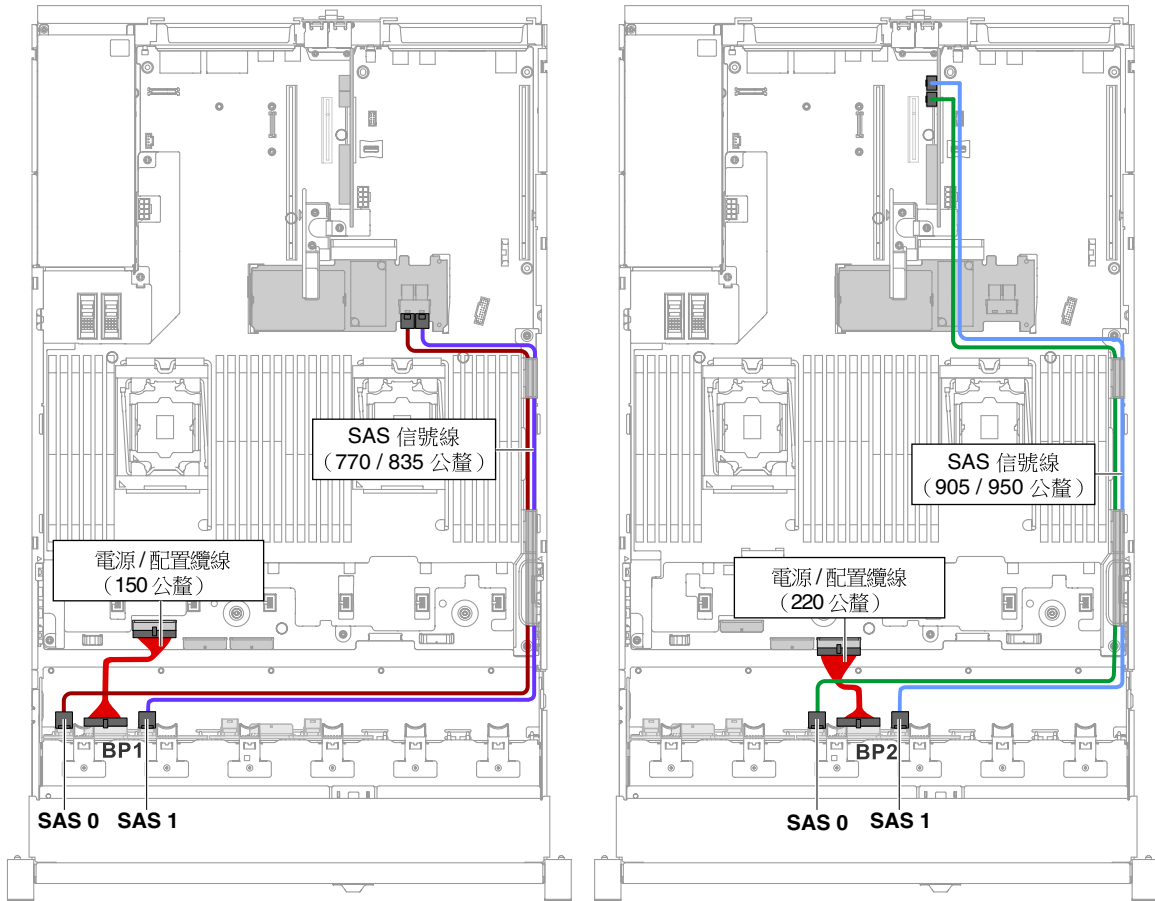 SAS 信號線
（770 / 835 公釐）
電源 / 配置纜線
（150 公釐）
BP1
SAS 0
SAS 1
SAS 信號線
（905 / 950 公釐）
電源 / 配置纜線
（220 公釐）
BP2
SAS 0
SAS 1